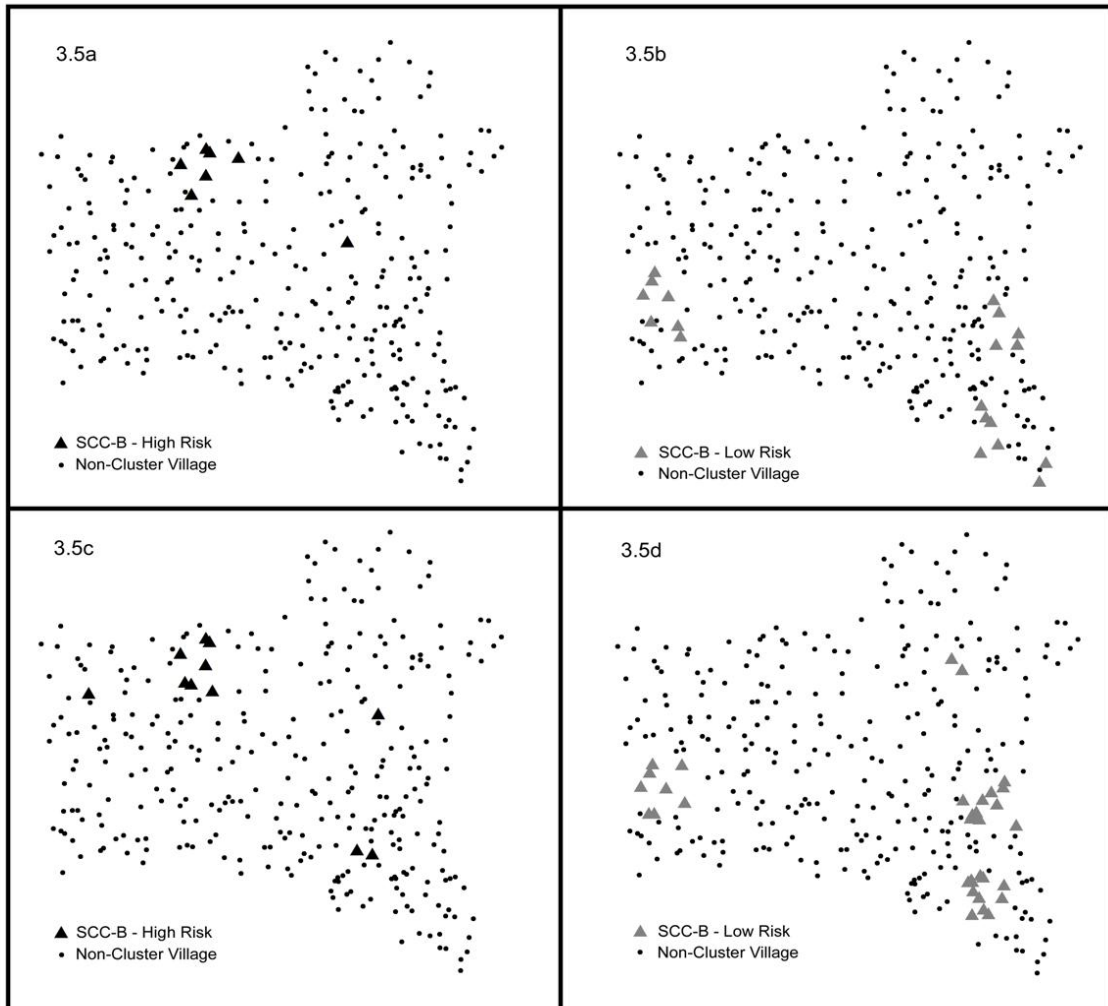 3.5a
SCC-B - High Risk
Non-Cluster Village
3.5b
SCC-B - Low Risk
Non-Cluster Village
3.5c
SCC-B - High Risk
Non-Cluster Village
3.5d
SCC-B - Low Risk
Non-Cluster Village